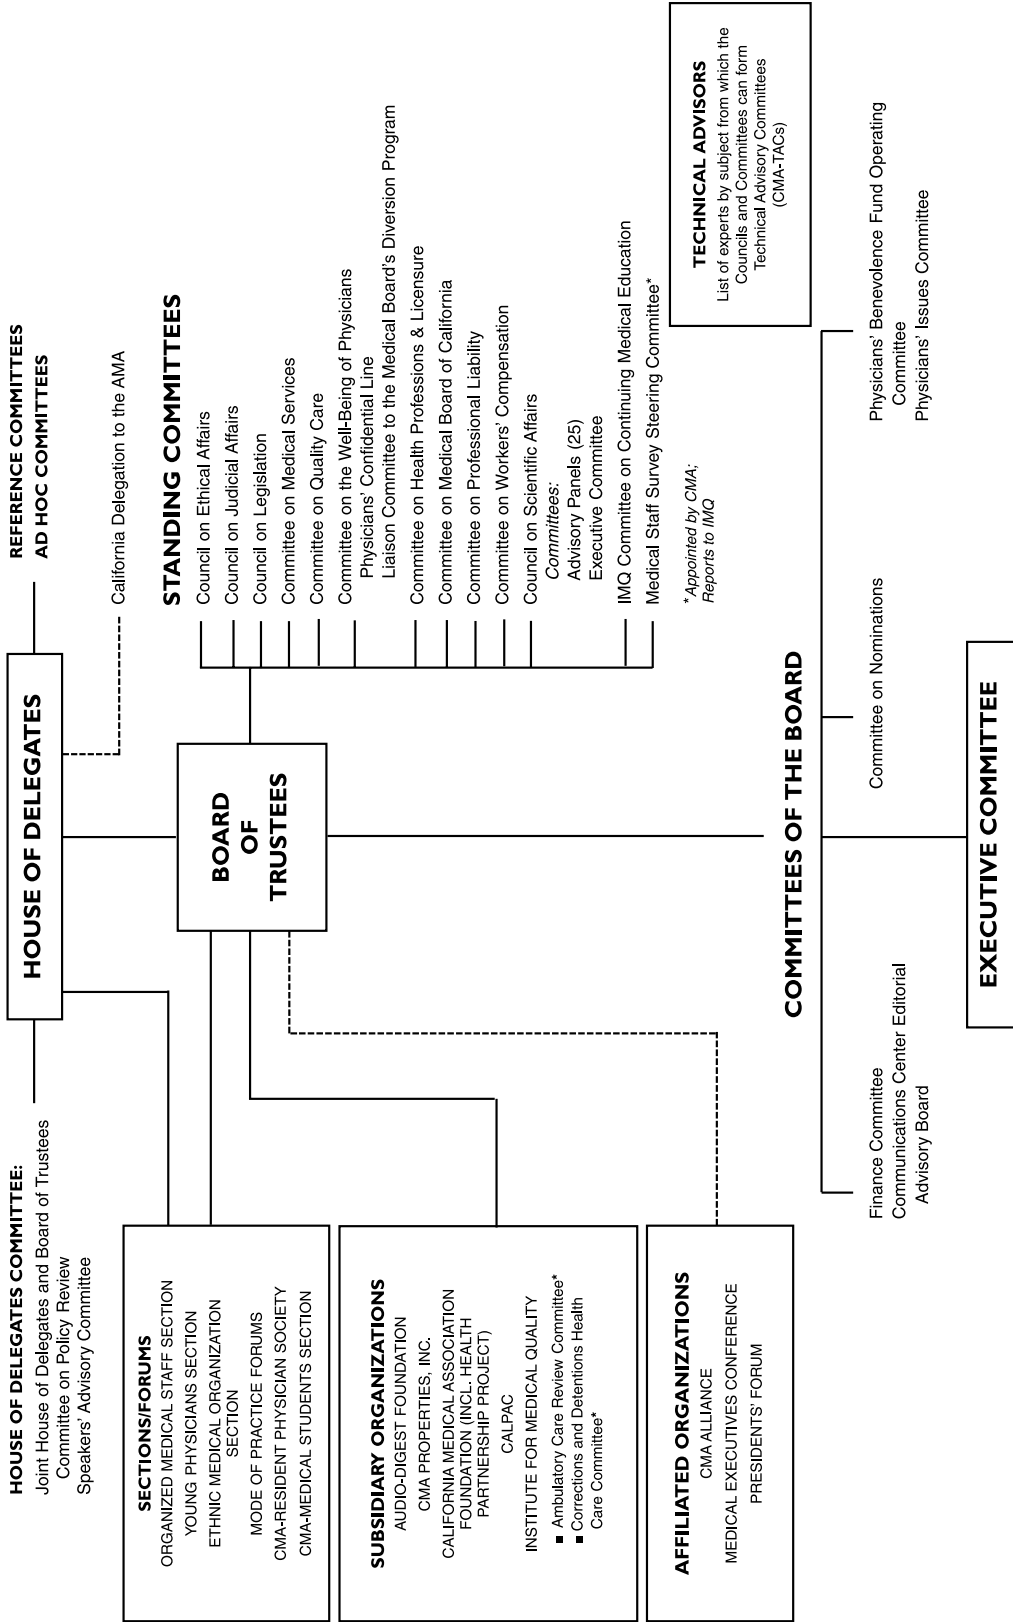 HOUSE OF DELEGATES COMMITTEE:
Joint House of Delegates and Board of Trustees
Committee on Policy Review
Speakers' Advisory Committee
HOUSE OF DELEGATES
REFERENCE COMMITTEES
AD HOC COMMITTEES
California Delegation to the AMA
SECTIONS/FORUMS
ORGANIZED MEDICAL STAFF SECTION
YOUNG PHYSICIANS SECTION
ETHNIC MEDICAL ORGANIZATION
SECTION
MODE OF PRACTICE FORUMS
CMA-RESIDENT PHYSICIAN SOCIETY
CMA-MEDICAL STUDENTS SECTION
BOARD
OF
TRUSTEES
STANDING COMMITTEES
Council on Ethical Affairs
Council on Judicial Affairs
Council on Legislation
Committee on Medical Services
Committee on Quality Care
Committee on the Well-Being of Physicians
Physicians' Confidential Line
Liaison Committee to the Medical Board's Diversion Program
Committee on Health Professions & Licensure
Committee on Medical Board of California
Committee on Professional Liability
Committee on Workers' Compensation
Council on Scientific Affairs
Committees:
Advisory Panels (25)
Executive Committee
IMQ Committee on Continuing Medical Education
Medical Staff Survey Steering Committee*
*Appointed by CMA;
Reports to IMQ
SUBSIDIARY ORGANIZATIONS
AUDIO-DIGEST FOUNDATION
CMA PROPERTIES, INC.
CALIFORNIA MEDICAL ASSOCIATION
FOUNDATION (INCL. HEALTH
PARTNERSHIP PROJECT)
CALPAC
INSTITUTE FOR MEDICAL QUALITY
■ Ambulatory Care Review Committee*
■ Corrections and Detentions Health
Care Committee*
AFFILIATED ORGANIZATIONS
CMA ALLIANCE
MEDICAL EXECUTIVES CONFERENCE
PRESIDENTS' FORUM
TECHNICAL ADVISORS
List of experts by subject from which the
Councils and Committees can form
Technical Advisory Committees
(CMA-TACs)
COMMITTEES OF THE BOARD
Finance Committee
Communications Center Editorial
Advisory Board
Committee on Nominations
Physicians' Benevolence Fund Operating
Committee
Physicians' Issues Committee
EXECUTIVE COMMITTEE